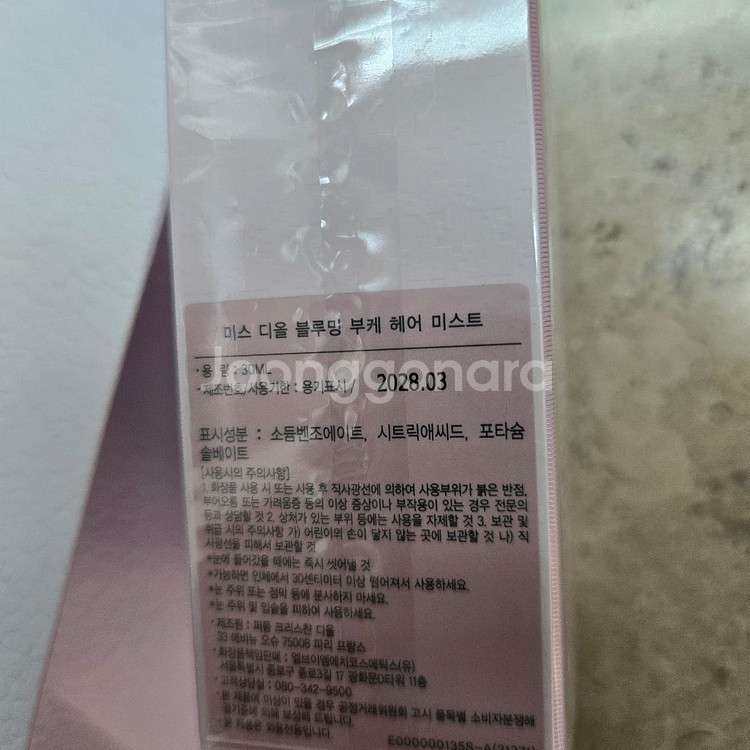 미스 디올 블루밍 부케 헤어 미스트
· 용 량 : 30ML
· 제조번호/사용기한 : 용기표시 / 2028.03
joonggonara
표시성분 : 소듐벤조에이트, 시트릭애씨드, 포타슘
솔베이트
[사용시의 주의사항]
1. 화장품 사용 시 또는 사용 후 직사광선에 의하여 사용부위가 붉은 반점,
부어오름 또는 가려움증 등의 이상 증상이나 부작용이 있는 경우 전문의
등과 상담할 것 2. 상처가 있는 부위 등에는 사용을 자제할 것 3. 보관 및
취급 시의 주의사항 가) 어린이의 손이 닿지 않는 곳에 보관할 것 나) 직
사광선을 피해서 보관할 것
*눈에 들어갔을 때에는 즉시 씻어낼 것
*가능하면 인체에서 30센티미터 이상 떨어져서 사용하세요.
*눈 주위 또는 점막 등에 분사하지 마세요.
*눈 주위 및 입술을 피하여 사용하세요.
· 제조원 : 퍼퓸 크리스챤 디올
33 애비뉴 오슈 75008 파리 프랑스
· 화장품책임판매 : 엘브이엠에치코스메틱스(유)
서울특별시 종로구 종로3길 17 광화문D타워 11층
· 고객상담실 : 080-342-9500
· 본 제품에 이상이 있을 경우 공정거래위원회 고시 품목별 소비자분쟁해
결기준에 의해 보상해 드립니다.
· 본 제품은 외용전용입니다.
E000000135S-A